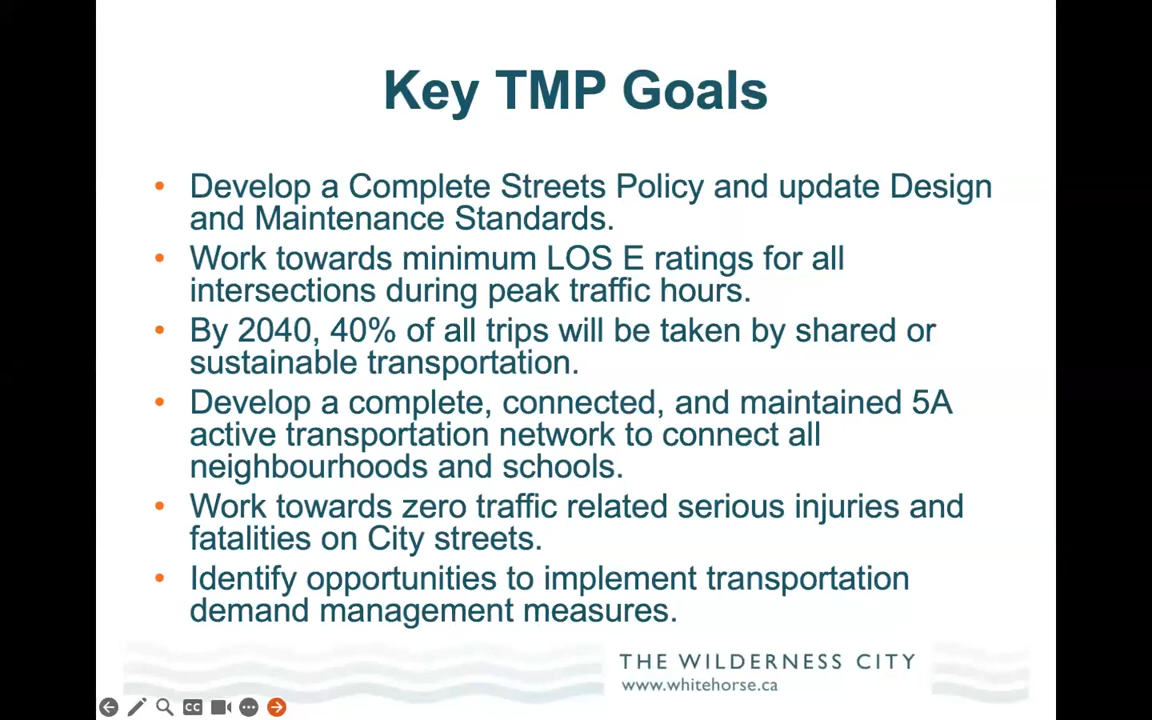 Key TMP Goals
• Develop a Complete Streets Policy and update Design
and Maintenance Standards.
• Work towards minimum LOS E ratings for all
intersections during peak traffic hours.
• By 2040, 40% of all trips will be taken by shared or
sustainable transportation.
• Develop a complete, connected, and maintained 5A
active transportation network to connect all
neighbourhoods and schools.
• Work towards zero traffic related serious injuries and
fatalities on City streets.
• Identify opportunities to implement transportation
demand management measures.
THE WILDERNESS CITY
www.whitehorse.ca
CC